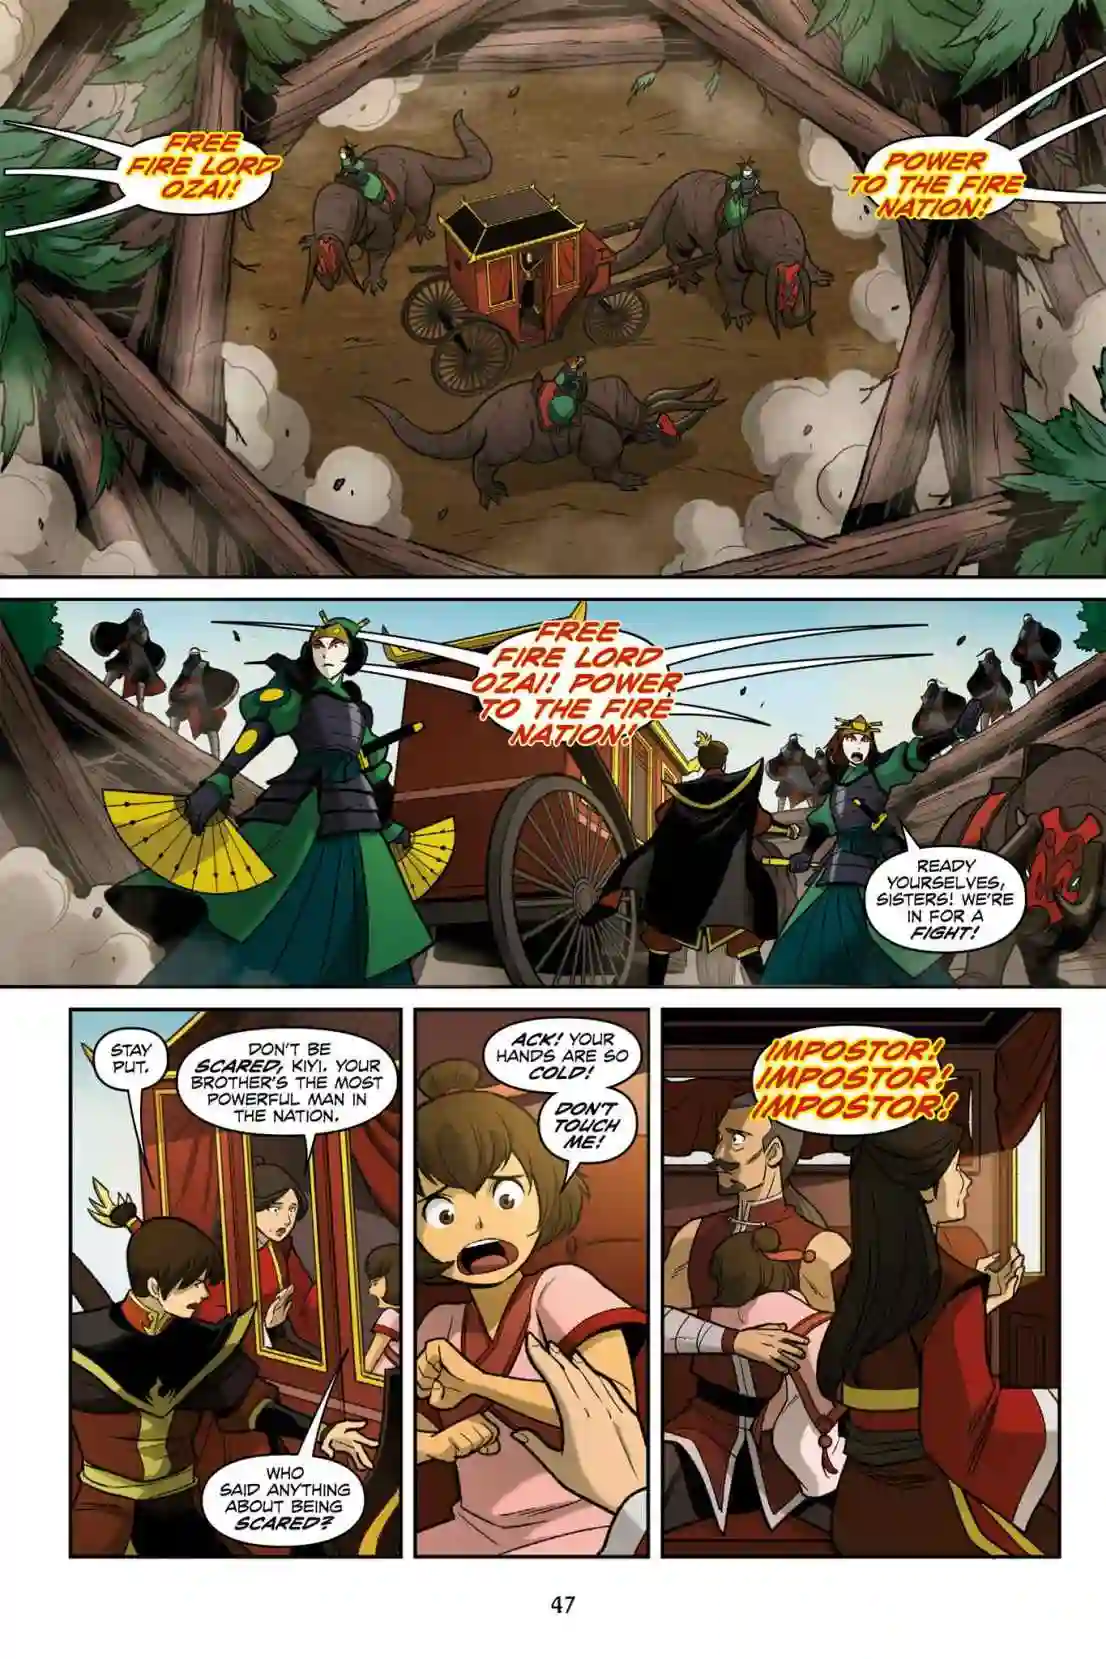 FREE
FIRE LORD
OZAI!
POWER
TO THE FIRE
NATION!
FREE
FIRE LORD
OZAI! POWER
TO THE FIRE
NATION!
READY
YOURSELVES,
SISTERS! WE'RE
IN FOR A
FIGHT!
STAY
PUT.
DON'T BE
SCARED, KIYI. YOUR
BROTHER'S THE MOST
POWERFUL MAN IN
THE NATION.
WHO
SAID ANYTHING
ABOUT BEING
SCARED?
ACK! YOUR
HANDS ARE SO
COLD!
DON'T
TOUCH
ME!
IMPOSTOR!
IMPOSTOR!
IMPOSTOR!
47